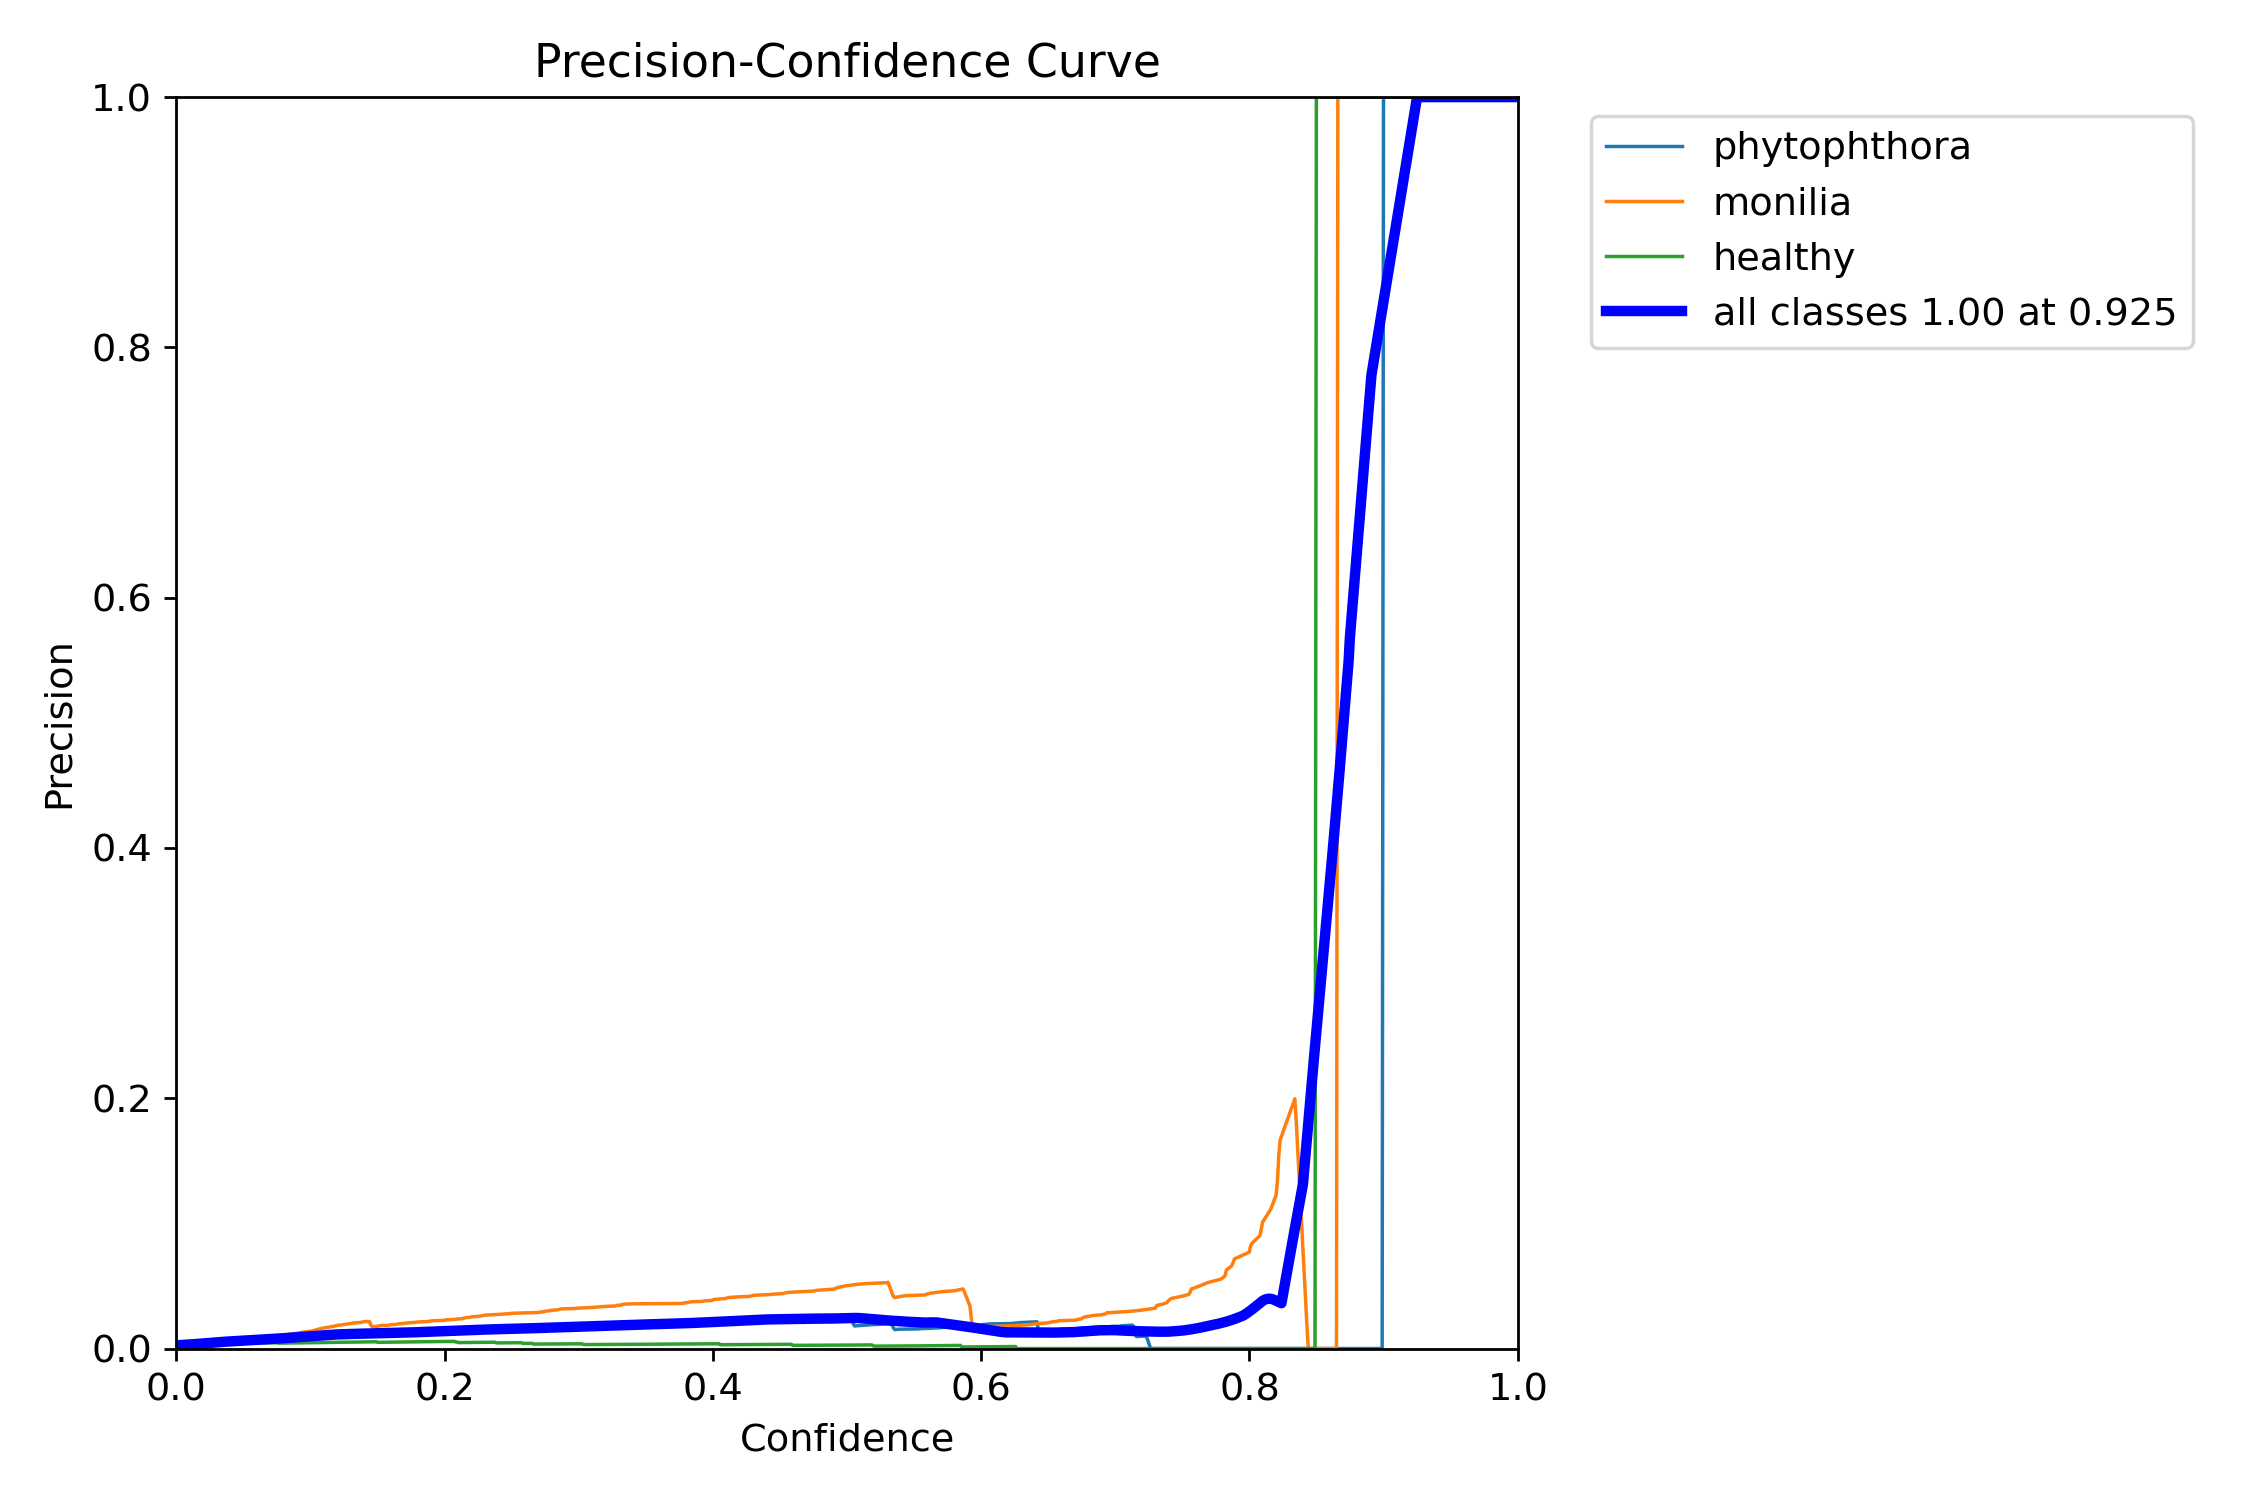 Precision-Confidence Curve
1.0
0.8
0.6
0.4
0.2
0.0
Precision
0.0 0.2 0.4 0.6 0.8 1.0
Confidence
phytophthora
monilia
healthy
all classes 1.00 at 0.925